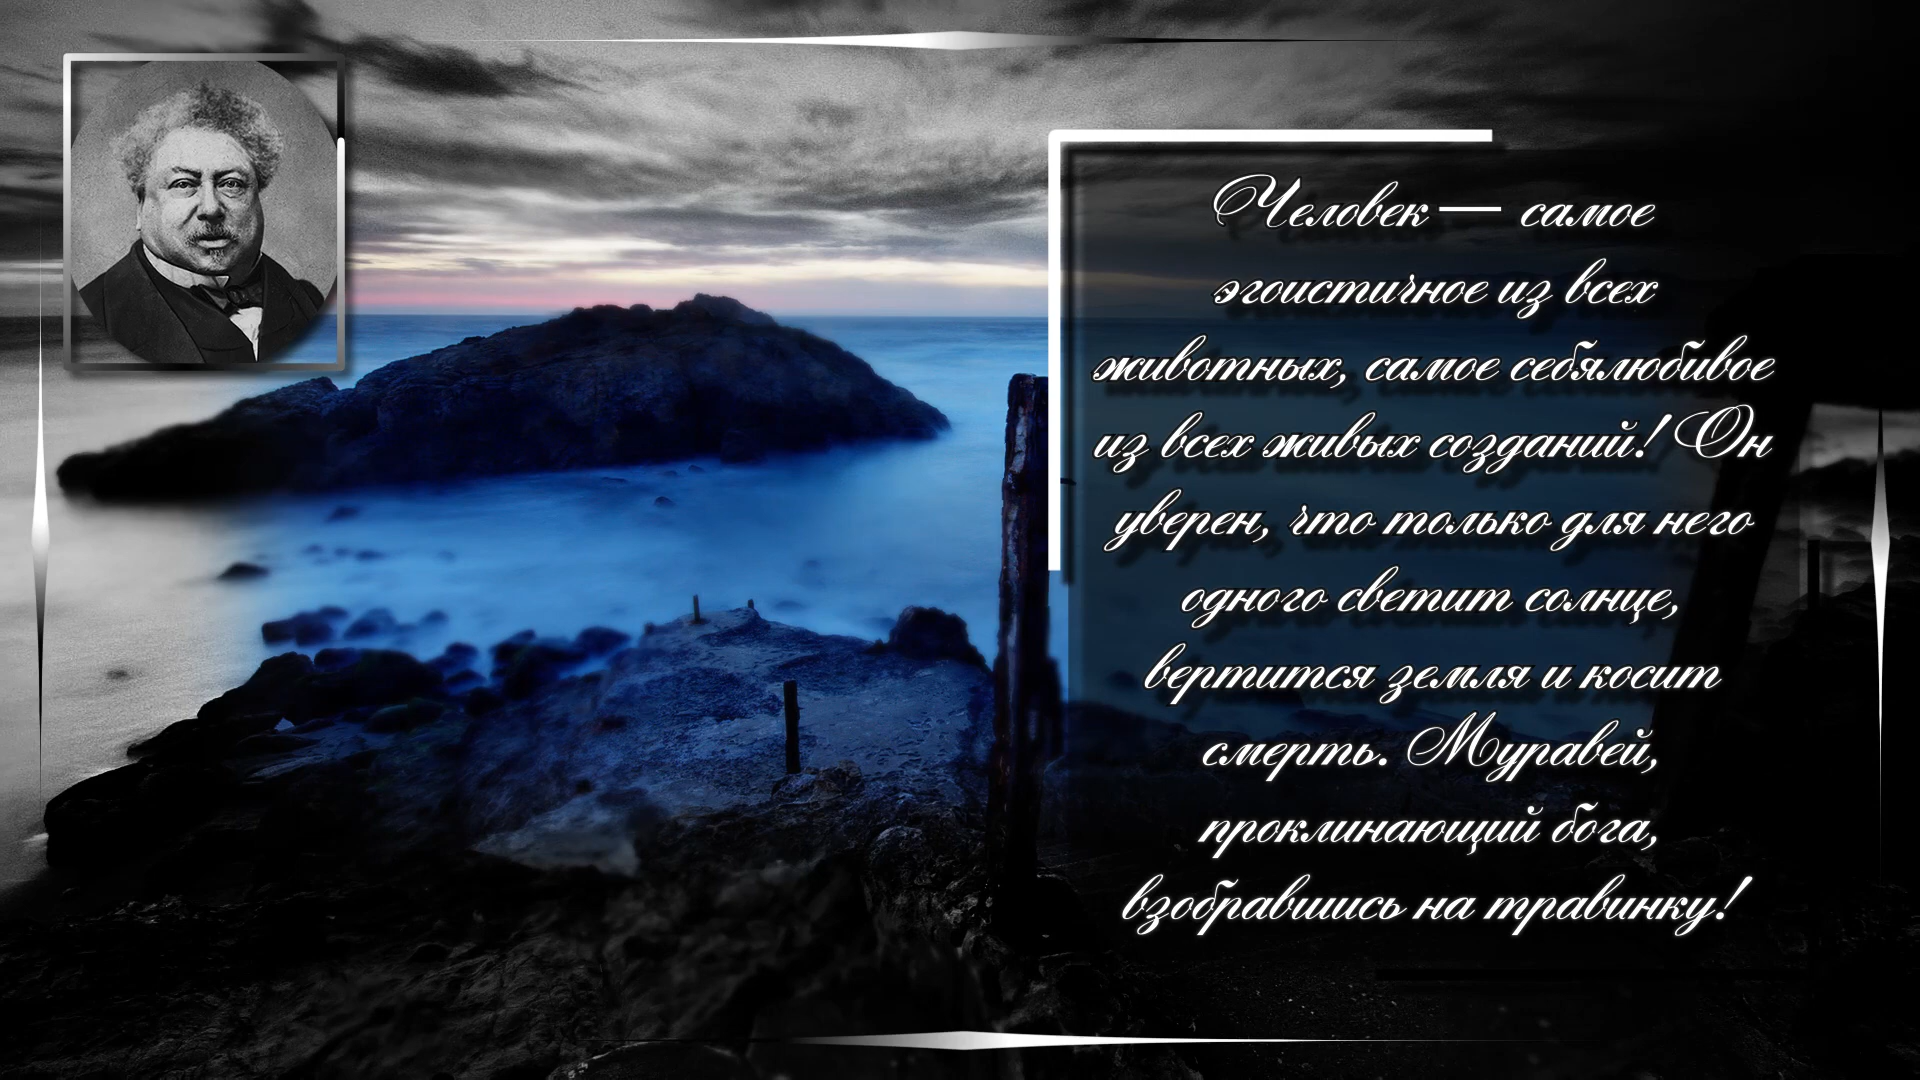 Человек — самое
эгоистичное из всех
животных, самое себялюбивое
из всех живых созданий! Он
уверен, что только для него
одного светит солнце,
вертится земля и косит
смерть. Муравей,
проклинающий бога,
взобравшись на травинку!